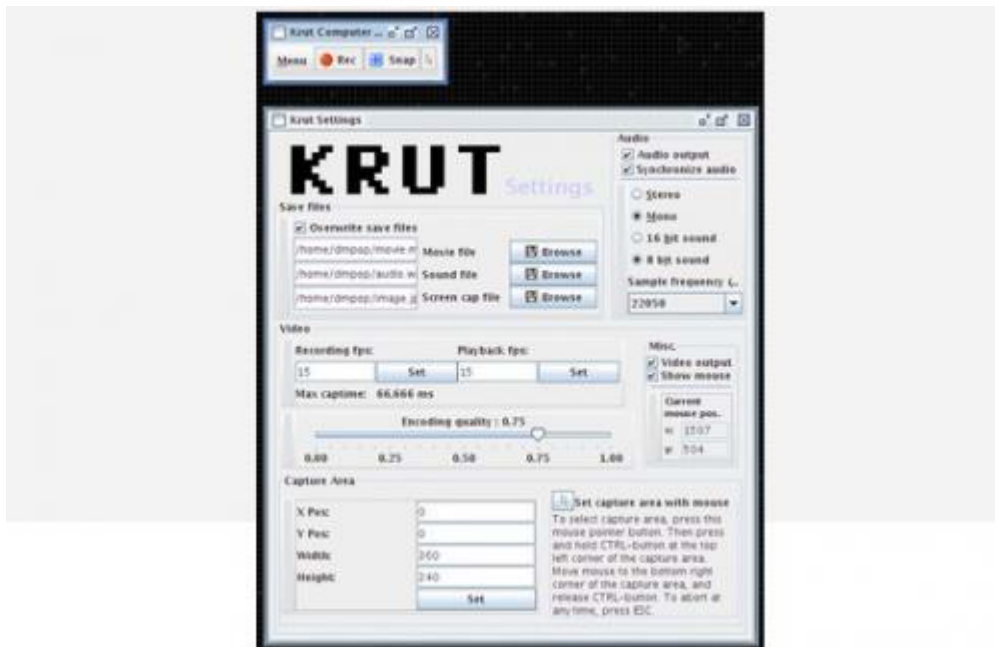 Krut Computer ...
Menu Rec Snap
Krut Settings
KRUT Settings
Audio
Audio output
Synchronize audio
Stereo
Mono
16 bit sound
8 bit sound
Sample frequency (..
22050
Save files
Overwrite save files
/home/dmpop/movie.m Movie file Browse
/home/dmpop/audio.w Sound file Browse
/home/dmpop/image.jp Screen cap file Browse
Video
Recording fps: Playback fps:
15 Set 15 Set
Max captime: 66,666 ms
Encoding quality : 0.75
0.00 0.25 0.50 0.75 1.00
Misc.
Video output
Show mouse
Current
mouse pos.
1507
504
Capture Area
X Pos: 0
Y Pos: 0
Width: 360
Height: 240
Set
Set capture area with mouse
To select capture area, press this
mouse pointer button. Then press
and hold CTRL-button at the top
left corner of the capture area.
Move mouse to the bottom right
corner of the capture area, and
release CTRL-button. To abort at
any time, press ESC.